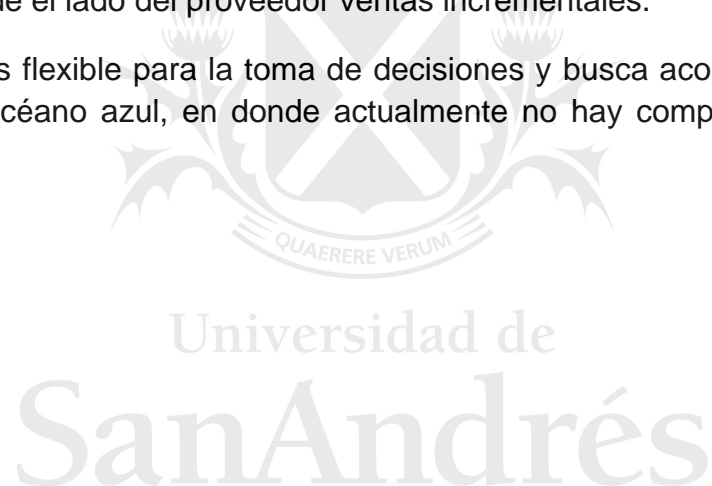 e el lado del proveedor ventas incrementales.
s flexible para la toma de decisiones y busca aco
céano azul, en donde actualmente no hay comp
QUAERERE VERUM
Universidad de
SanAndrés